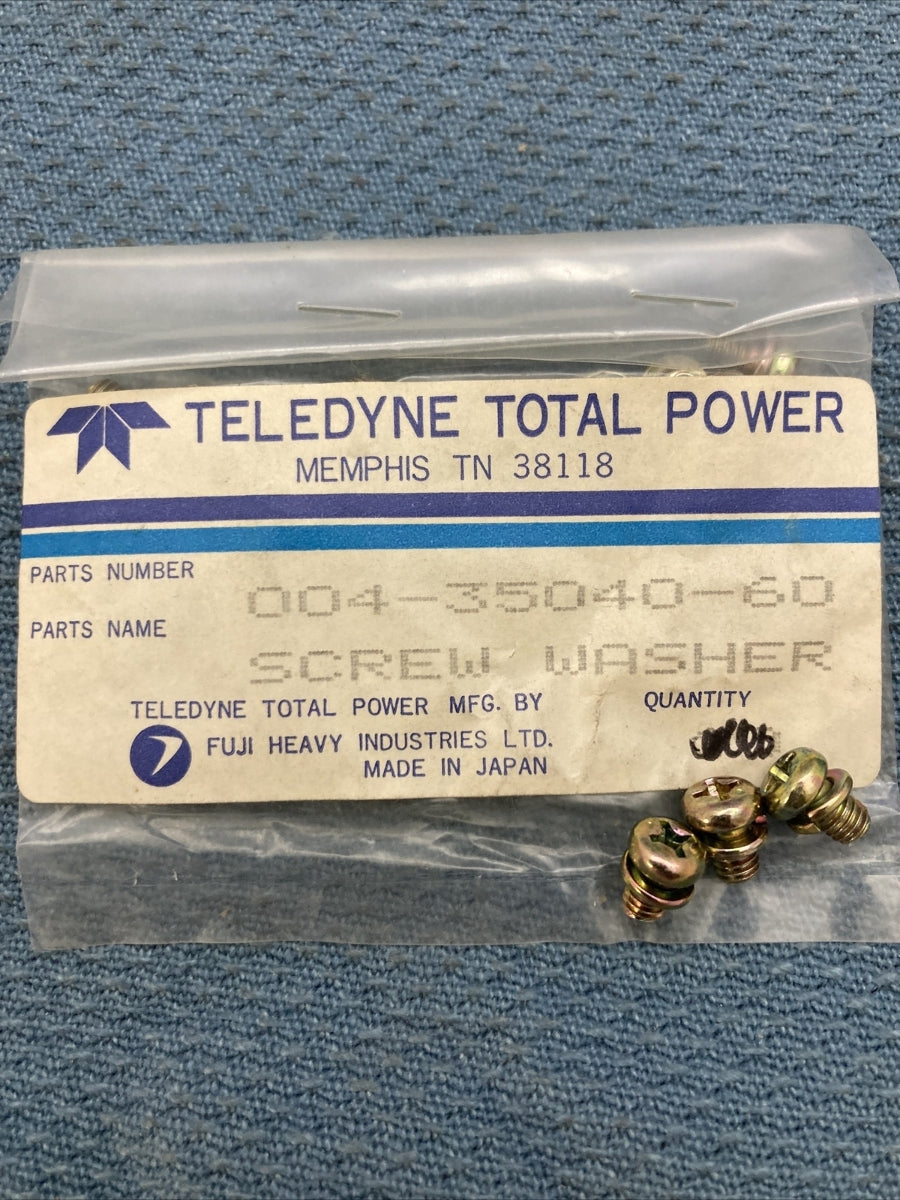 TELEDYNE TOTAL POWER
MEMPHIS TN 38118
PARTS NUMBER 004-35040-60
PARTS NAME SCREW WASHER
TELEDYNE TOTAL POWER MFG. BY
FUJI HEAVY INDUSTRIES LTD.
MADE IN JAPAN
QUANTITY